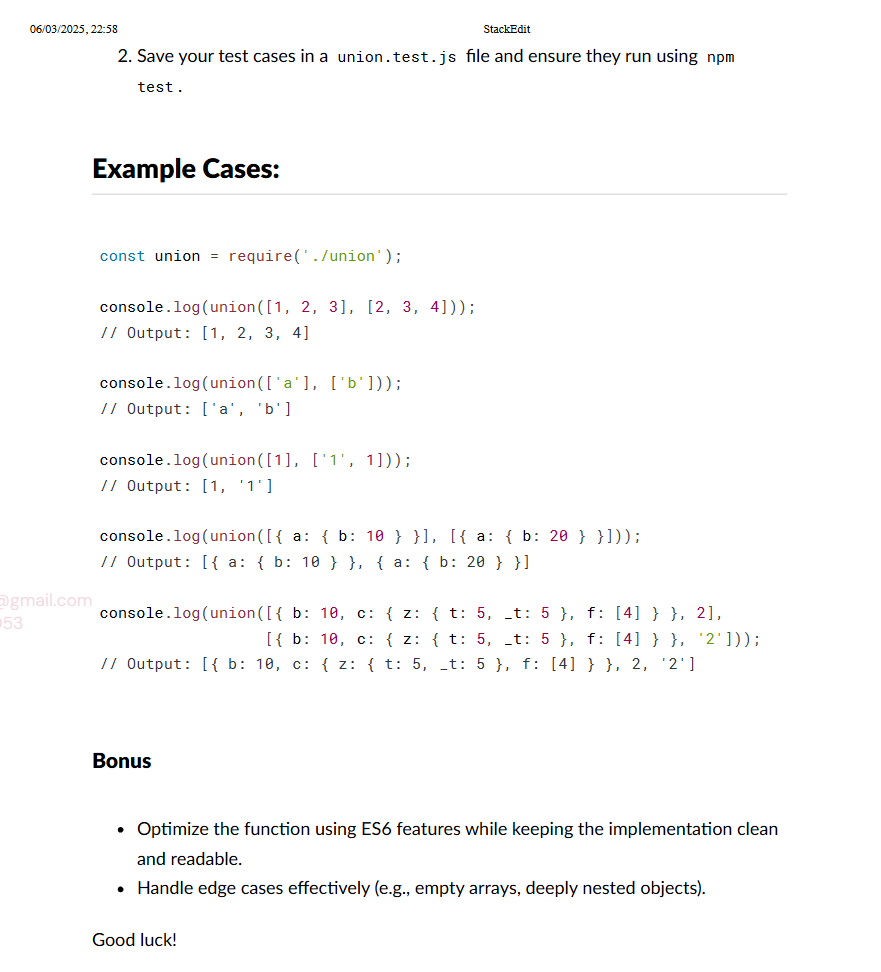 06/03/2025, 22:58 StackEdit
2. Save your test cases in a union.test.js file and ensure they run using npm
test.
Example Cases:
const union = require('./union');
console.log(union([1, 2, 3], [2, 3, 4]));
// Output: [1, 2, 3, 4]
console.log(union(['a'], ['b']));
// Output: ['a', 'b']
console.log(union([1], ['1', 1]));
// Output: [1, '1']
console.log(union([{ a: { b: 10 } }], [{ a: { b: 20 } }]));
// Output: [{ a: { b: 10 } }, { a: { b: 20 } }]
@gmail.com
53
console.log(union([{ b: 10, c: { z: { t: 5, _t: 5 }, f: [4] } }, 2],
[{ b: 10, c: { z: { t: 5, _t: 5 }, f: [4] } }, '2']));
// Output: [{ b: 10, c: { z: { t: 5, _t: 5 }, f: [4] } }, 2, '2']
Bonus
• Optimize the function using ES6 features while keeping the implementation clean
and readable.
• Handle edge cases effectively (e.g., empty arrays, deeply nested objects).
Good luck!